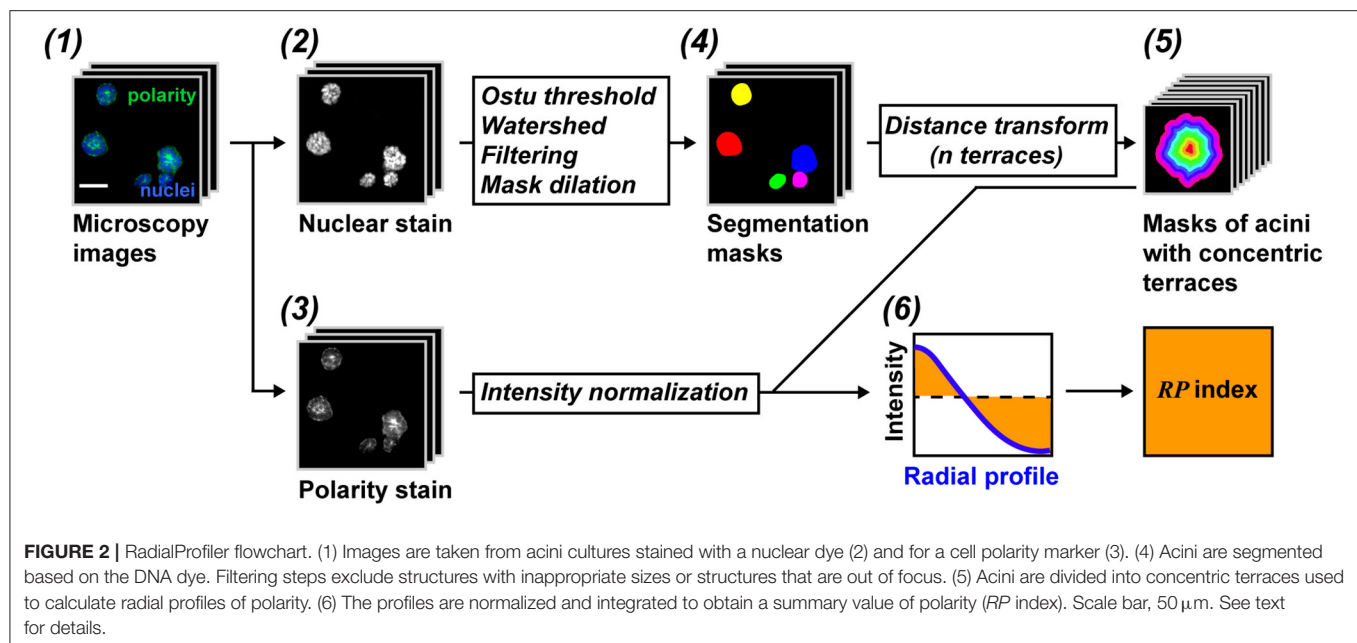 (1)
polarity
nuclei
Microscopy
images
(2)
Nuclear stain
Ostu threshold
Watershed
Filtering
Mask dilation
(4)
Segmentation
masks
Distance transform
(n terraces)
(5)
Masks of acini
with concentric
terraces
(3)
Polarity stain
Intensity normalization
(6)
Intensity
Radial profile
RP index
FIGURE 2 | RadialProfiler flowchart. (1) Images are taken from acini cultures stained with a nuclear dye (2) and for a cell polarity marker (3). (4) Acini are segmented
based on the DNA dye. Filtering steps exclude structures with inappropriate sizes or structures that are out of focus. (5) Acini are divided into concentric terraces used
to calculate radial profiles of polarity. (6) The profiles are normalized and integrated to obtain a summary value of polarity (RP index). Scale bar, 50 μm. See text
for details.